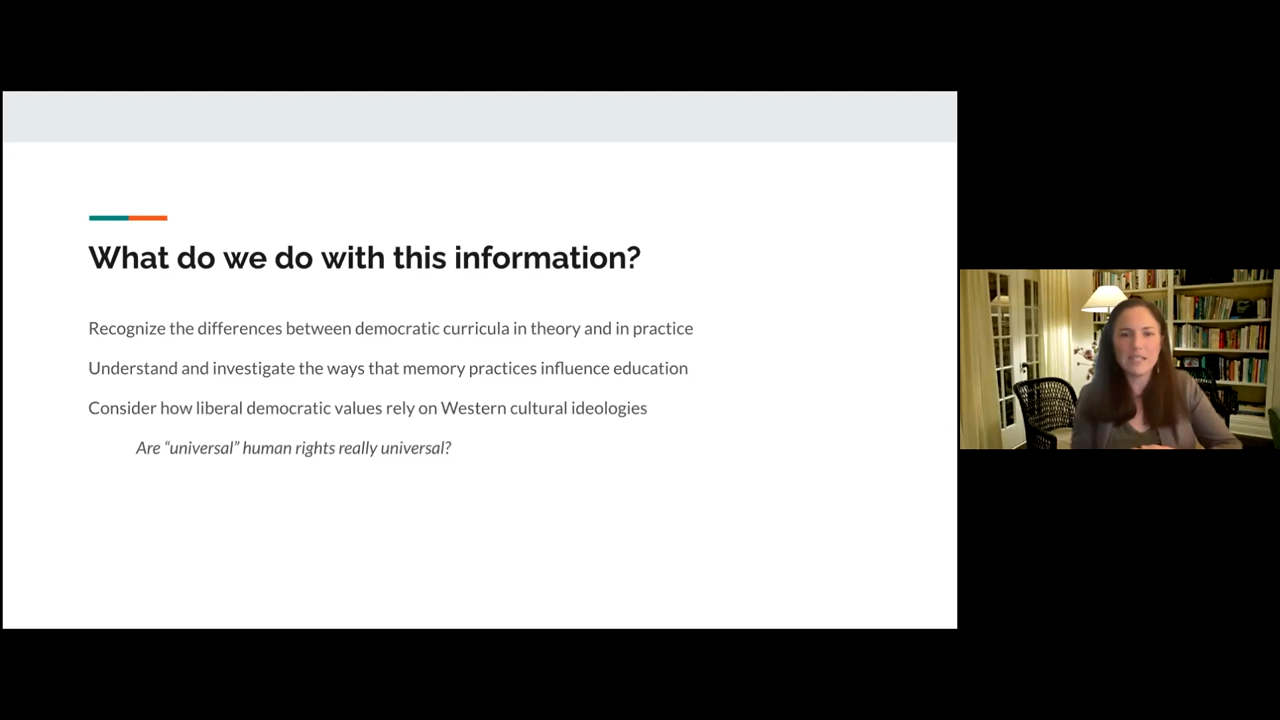 What do we do with this information?
Recognize the differences between democratic curricula in theory and in practice
Understand and investigate the ways that memory practices influence education
Consider how liberal democratic values rely on Western cultural ideologies
Are “universal” human rights really universal?